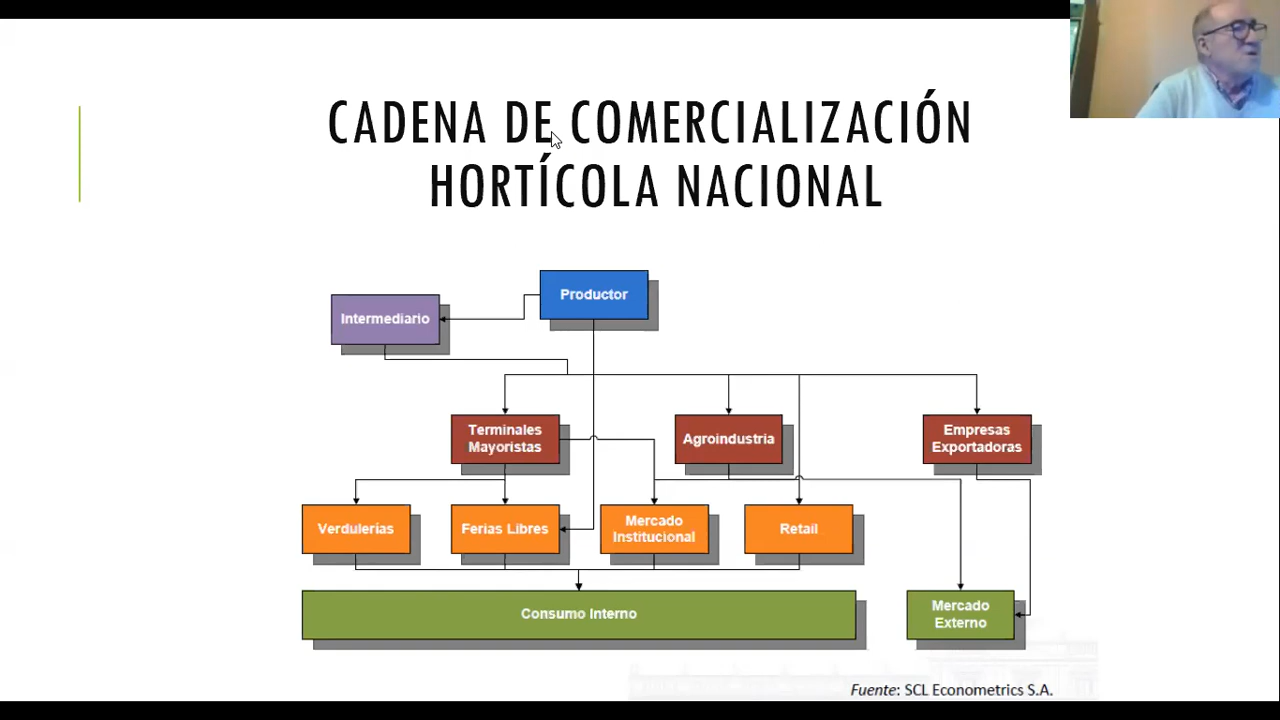 CADENA DE COMERCIALIZACIÓN
HORTÍCOLA NACIONAL
Productor
Intermediario
Terminales
Mayoristas
Agroindustria
Empresas
Exportadoras
Verdulerías
Ferias Libres
Mercado
Institucional
Retail
Consumo Interno
Mercado
Externo
Fuente: SCL Econometrics S.A.